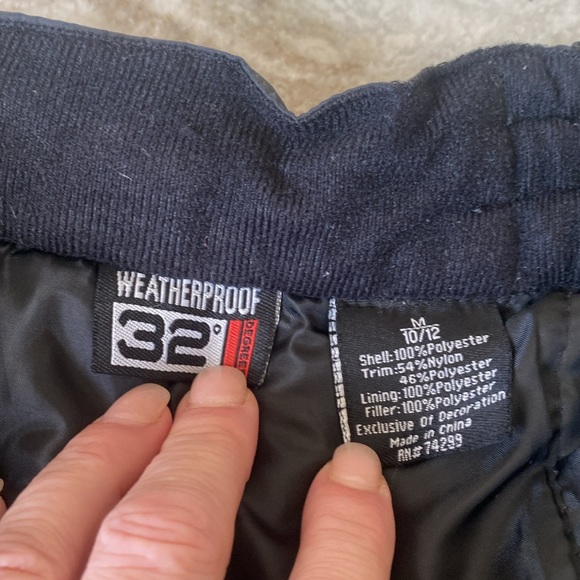 WEATHERPROOF
32°
DEGREE
M
10/12
Shell:100%Polyester
Trim:54%Nylon
46%Polyester
Lining:100%Polyester
Filler:100%Polyester
Exclusive Of Decoration
Made in China
RN# 74299